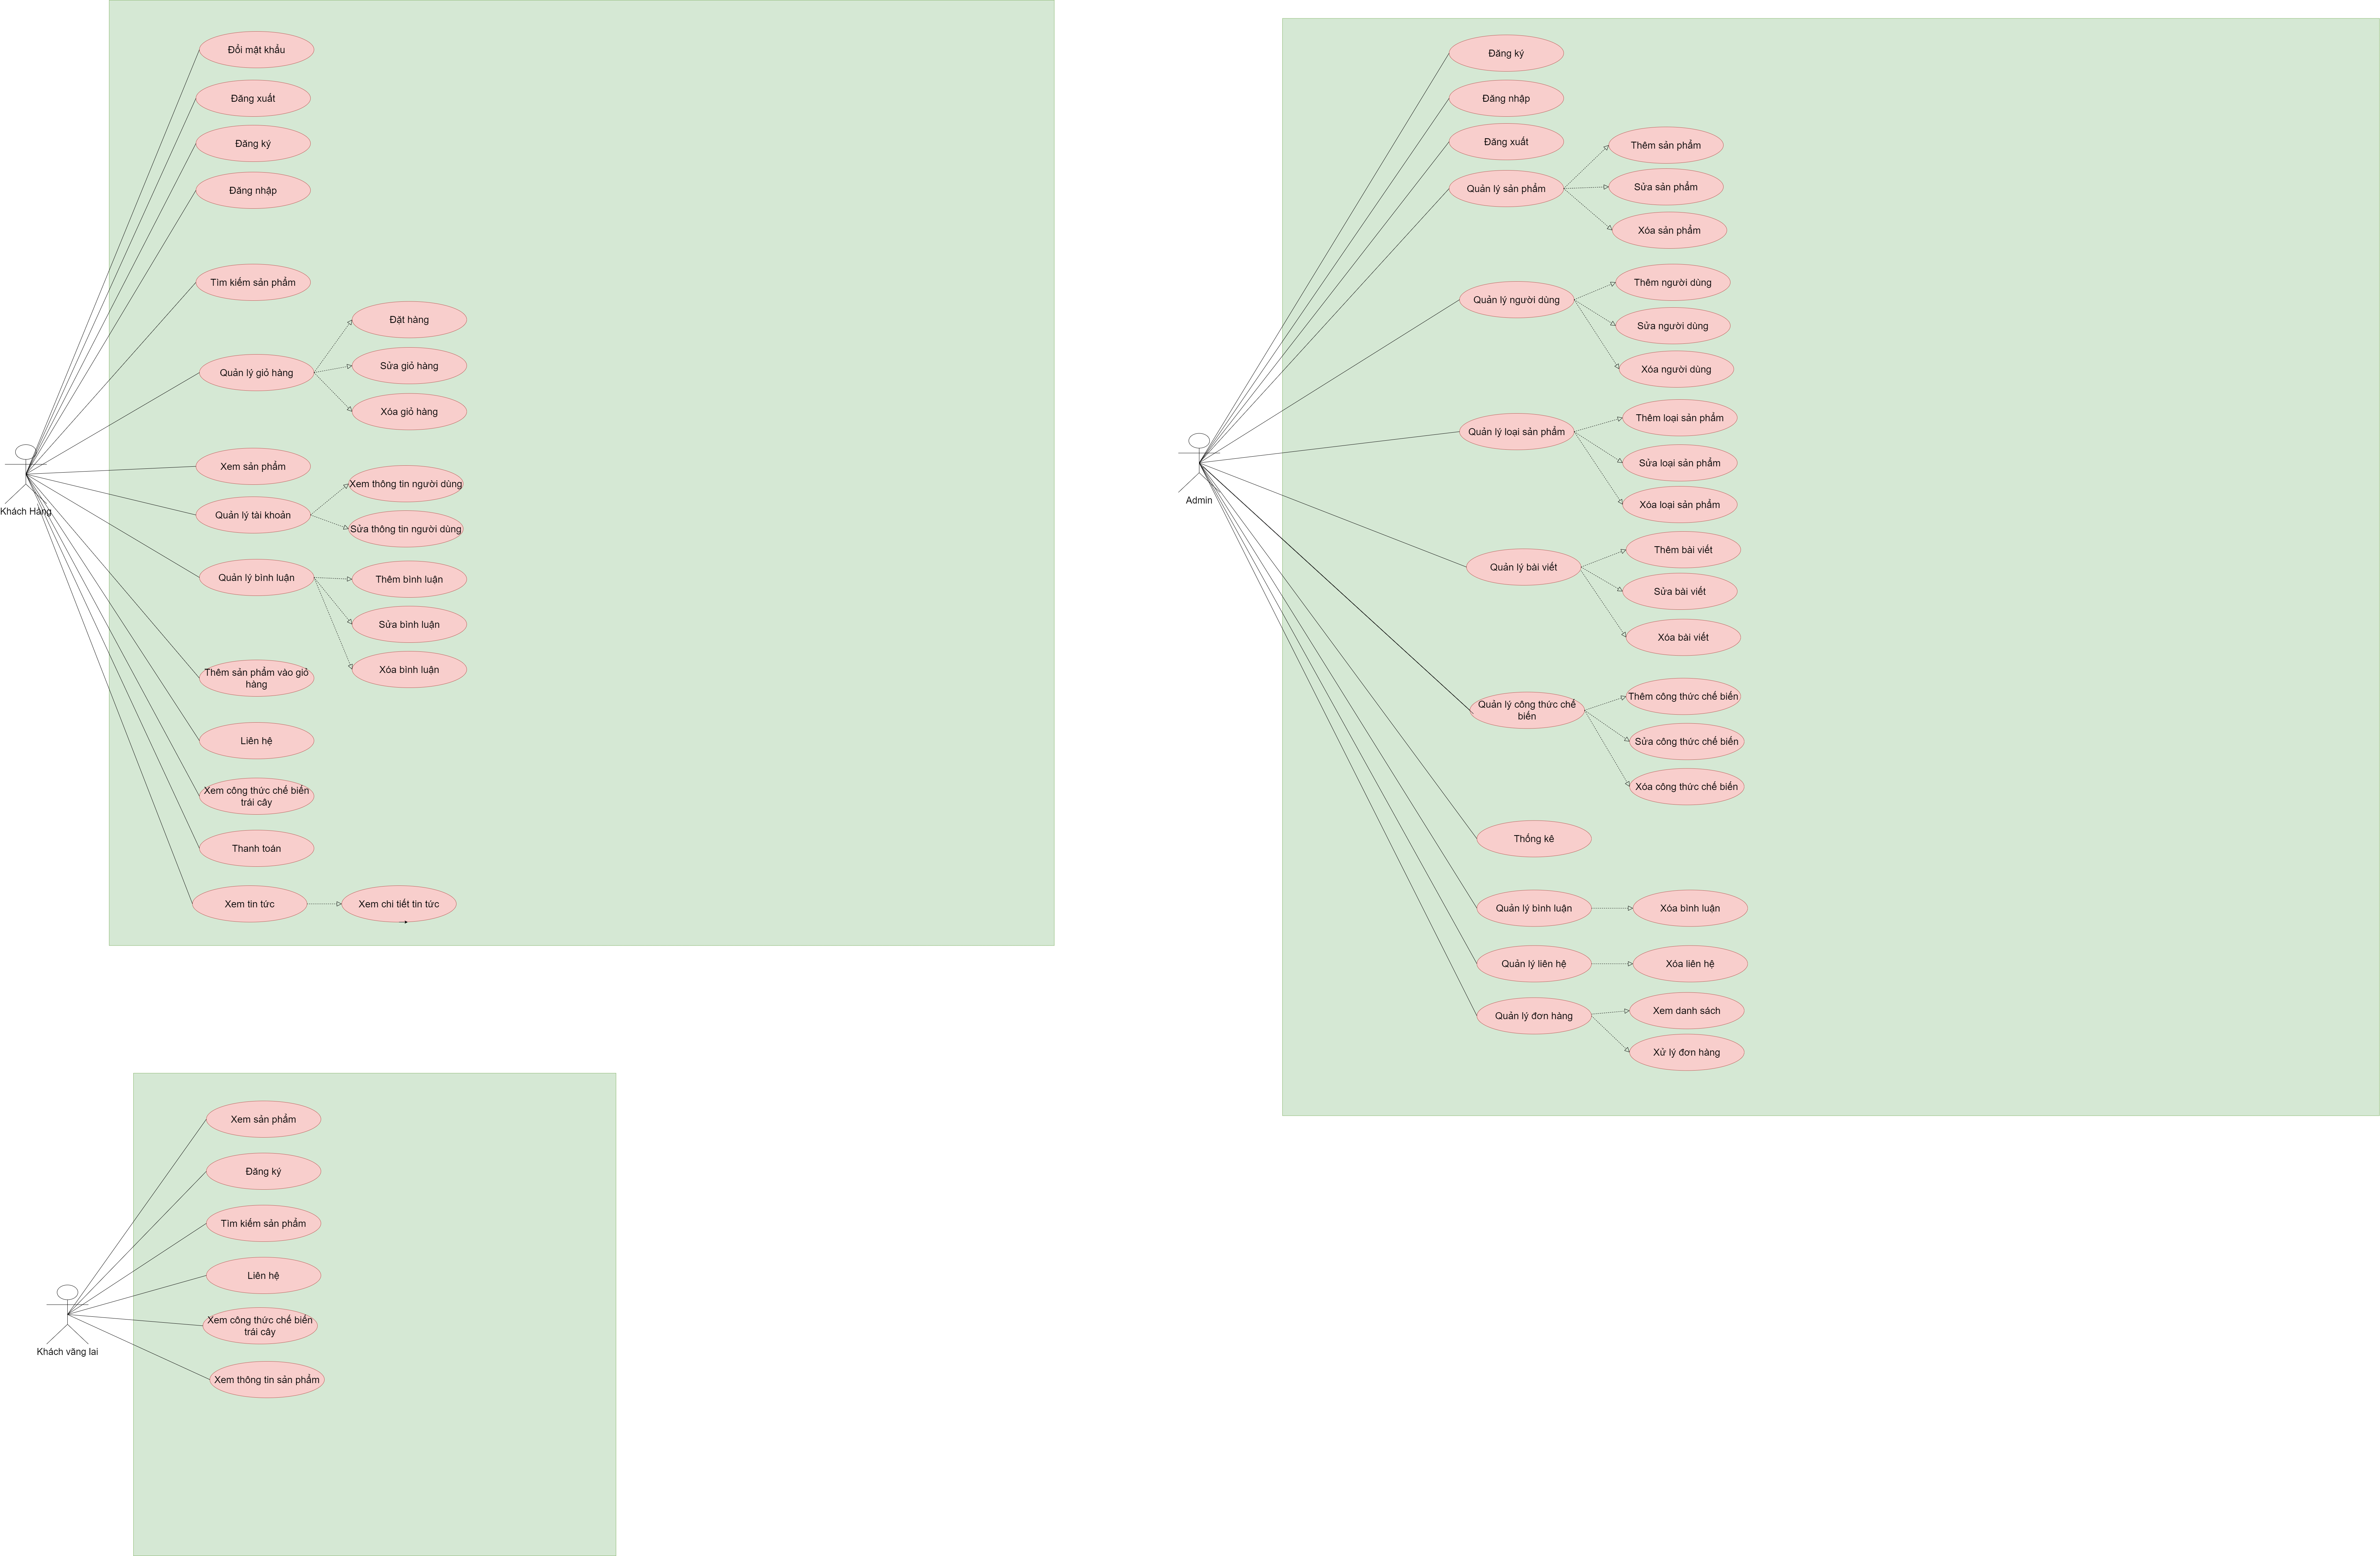 Đổi mật khẩu
Đăng xuất
Đăng ký
Đăng nhập
Tìm kiếm sản phẩm
Đặt hàng
Quản lý giỏ hàng
Sửa giỏ hàng
Xóa giỏ hàng
Khách Hàng
Xem sản phẩm
Xem thông tin người dùng
Quản lý tài khoản
Sửa thông tin người dùng
Quản lý bình luận
Thêm bình luận
Sửa bình luận
Xóa bình luận
Thêm sản phẩm vào giỏ
hàng
Liên hệ
Xem công thức chế biến
trái cây
Thanh toán
Xem tin tức
Xem chi tiết tin tức
Đăng ký
Đăng nhập
Đăng xuất
Thêm sản phẩm
Quản lý sản phẩm
Sửa sản phẩm
Xóa sản phẩm
Thêm người dùng
Quản lý người dùng
Sửa người dùng
Xóa người dùng
Thêm loại sản phẩm
Quản lý loại sản phẩm
Sửa loại sản phẩm
Xóa loại sản phẩm
Admin
Thêm bài viết
Quản lý bài viết
Sửa bài viết
Xóa bài viết
Thêm công thức chế biến
Quản lý công thức chế
biến
Sửa công thức chế biến
Xóa công thức chế biến
Thống kê
Quản lý bình luận
Xóa bình luận
Quản lý liên hệ
Xóa liên hệ
Xem danh sách
Quản lý đơn hàng
Xử lý đơn hàng
Xem sản phẩm
Đăng ký
Tìm kiếm sản phẩm
Liên hệ
Xem công thức chế biến
trái cây
Khách vãng lai
Xem thông tin sản phẩm